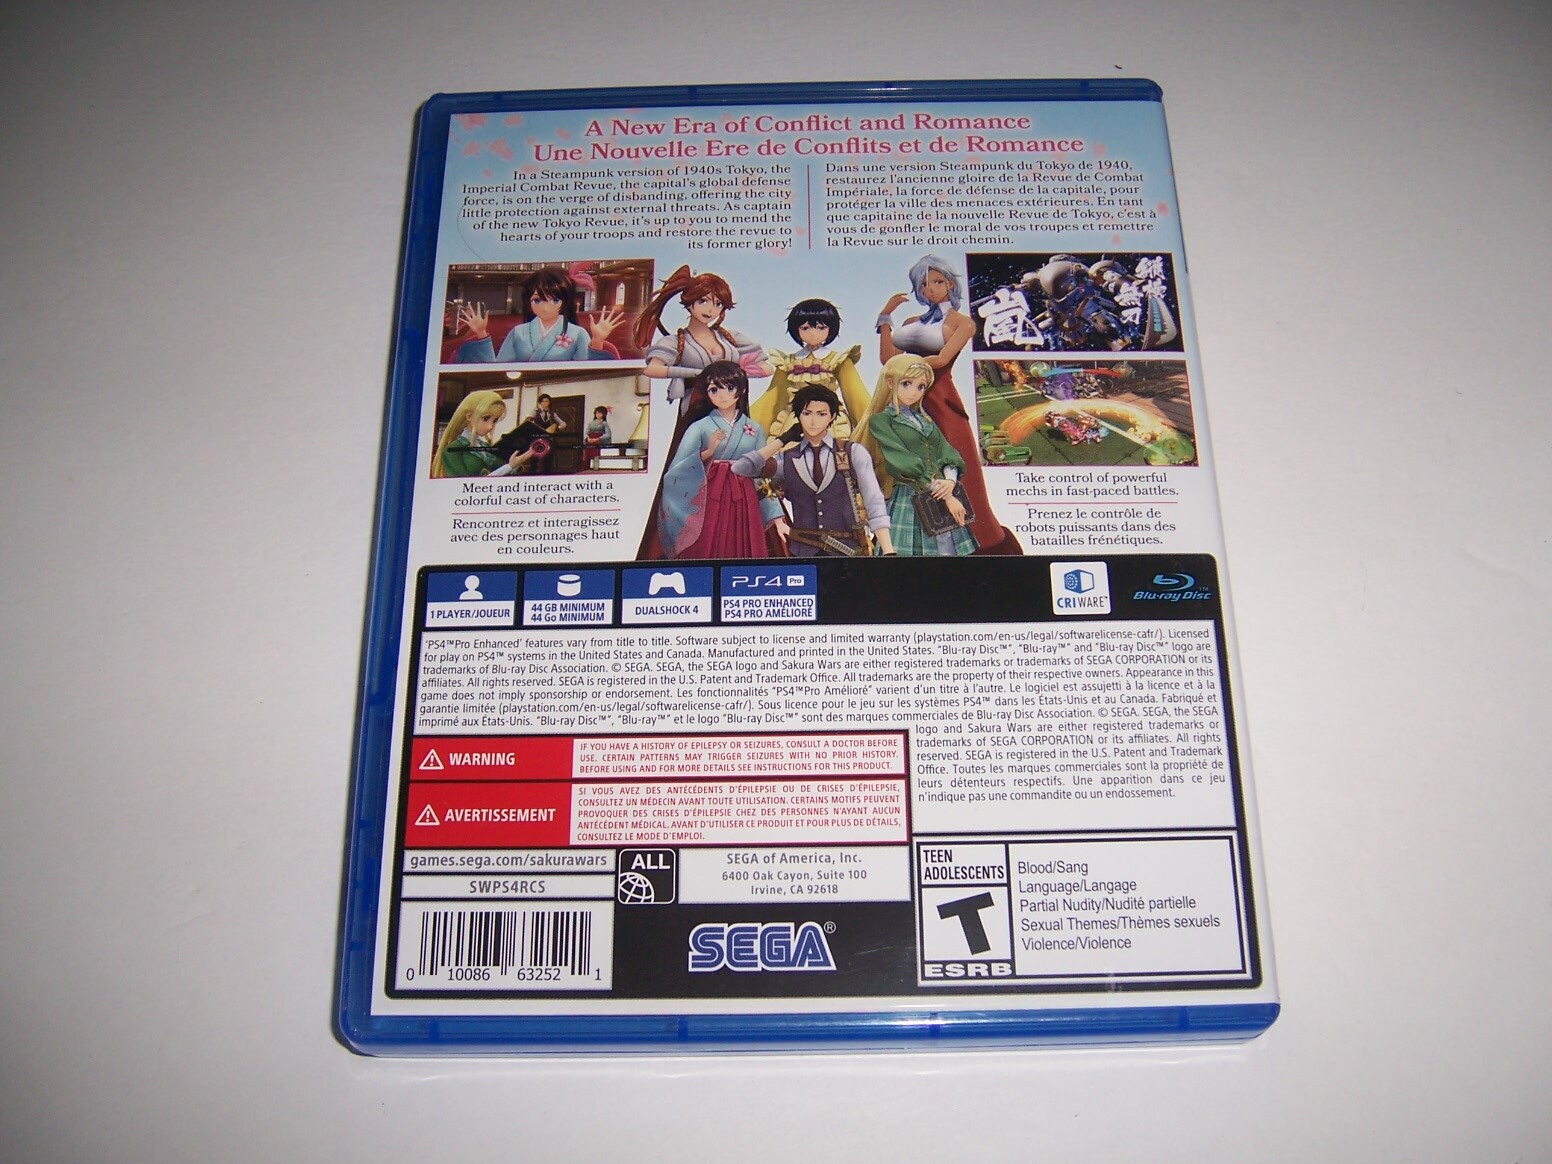 A New Era of Conflict and Romance
Une Nouvelle Ere de Conflits et de Romance
In a Steampunk version of 1940s Tokyo, the
Imperial Combat Revue, the capital's global defense
force, is on the verge of disbanding, offering the city
little protection against external threats. As captain
of the new Tokyo Revue, it's up to you to mend the
hearts of your troops and restore the revue to
its former glory!
Dans une version Steampunk du Tokyo de 1940,
restaurez l'ancienne gloire de la Revue de Combat
Impériale, la force de défense de la capitale, pour
protéger la ville des menaces extérieures. En tant
que capitaine de la nouvelle Revue de Tokyo, c'est à
vous de gonfler le moral de vos troupes et remettre
la Revue sur le droit chemin.
嵐
Meet and interact with a
colorful cast of characters.
Rencontrez et interagissez
avec des personnages haut
en couleurs.
Take control of powerful
mechs in fast-paced battles.
Prenez le contrôle de
robots puissants dans des
batailles frénétiques.
1 PLAYER/JOUEUR
44 GB MINIMUM
44 Go MINIMUM
DUALSHOCK 4
PS4 Pro
PS4 PRO ENHANCED
PS4 PRO AMÉLIORÉ
CRIWARE™
Blu-ray Disc™
'PS4™Pro Enhanced' features vary from title to title. Software subject to license and limited warranty (playstation.com/en-us/legal/softwarelicense-cafr/). Licensed
for play on PS4™ systems in the United States and Canada. Manufactured and printed in the United States. "Blu-ray Disc™", "Blu-ray™" and "Blu-ray Disc™" logo are
trademarks of Blu-ray Disc Association. © SEGA. SEGA, the SEGA logo and Sakura Wars are either registered trademarks or trademarks of SEGA CORPORATION or its
affiliates. All rights reserved. SEGA is registered in the U.S. Patent and Trademark Office. All trademarks are the property of their respective owners. Appearance in this
game does not imply sponsorship or endorsement. Les fonctionnalités "PS4™Pro Amélioré" varient d'un titre à l'autre. Le logiciel est assujetti à la licence et à la
garantie limitée (playstation.com/en-us/legal/softwarelicense-cafr/). Sous licence pour le jeu sur les systèmes PS4™ dans les États-Unis et au Canada. Fabriqué et
imprimé aux États-Unis. "Blu-ray Disc™", "Blu-ray™" et le logo "Blu-ray Disc™" sont des marques commerciales de Blu-ray Disc Association. © SEGA. SEGA, the SEGA
logo and Sakura Wars are either registered trademarks or
trademarks of SEGA CORPORATION or its affiliates. All rights
reserved. SEGA is registered in the U.S. Patent and Trademark
Office. Toutes les marques commerciales sont la propriété de
leurs détenteurs respectifs. Une apparition dans ce jeu
n'indique pas une commandite ou un endossement.
WARNING
IF YOU HAVE A HISTORY OF EPILEPSY OR SEIZURES, CONSULT A DOCTOR BEFORE
USE. CERTAIN PATTERNS MAY TRIGGER SEIZURES WITH NO PRIOR HISTORY.
BEFORE USING AND FOR MORE DETAILS SEE INSTRUCTIONS FOR THIS PRODUCT.
AVERTISSEMENT
SI VOUS AVEZ DES ANTÉCÉDENTS D'ÉPILEPSIE OU DE CRISES D'ÉPILEPSIE,
CONSULTEZ UN MÉDECIN AVANT TOUTE UTILISATION. CERTAINS MOTIFS PEUVENT
PROVOQUER DES CRISES D'ÉPILEPSIE CHEZ DES PERSONNES N'AYANT AUCUN
ANTÉCÉDENT MÉDICAL. AVANT D'UTILISER CE PRODUIT ET POUR PLUS DE DÉTAILS,
CONSULTEZ LE MODE D'EMPLOI.
games.sega.com/sakurawars
SWPS4RCS
ALL
SEGA of America, Inc.
6400 Oak Cayon, Suite 100
Irvine, CA 92618
0 10086 63252 1
SEGA®
TEEN
ADOLESCENTS
T
ESRB
Blood/Sang
Language/Langage
Partial Nudity/Nudité partielle
Sexual Themes/Thèmes sexuels
Violence/Violence